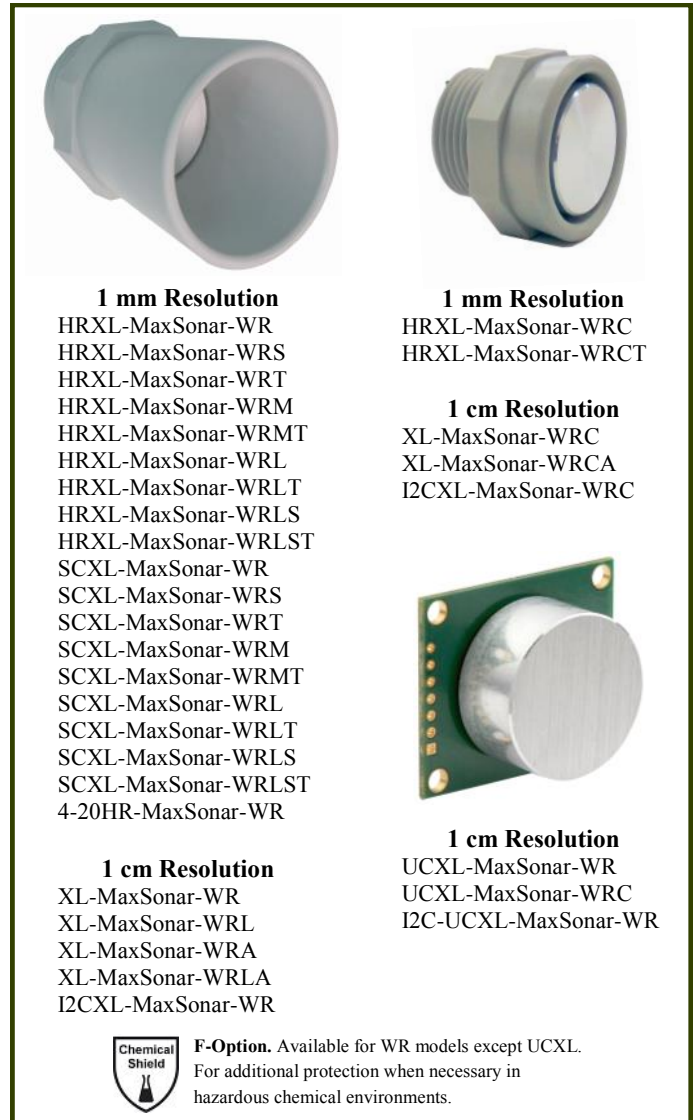 1 mm Resolution
HRXL-MaxSonar-WR
HRXL-MaxSonar-WRS
HRXL-MaxSonar-WRT
HRXL-MaxSonar-WRM
HRXL-MaxSonar-WRMT
HRXL-MaxSonar-WRL
HRXL-MaxSonar-WRLT
HRXL-MaxSonar-WRLS
HRXL-MaxSonar-WRLST
SCXL-MaxSonar-WR
SCXL-MaxSonar-WRS
SCXL-MaxSonar-WRT
SCXL-MaxSonar-WRM
SCXL-MaxSonar-WRMT
SCXL-MaxSonar-WRL
SCXL-MaxSonar-WRLT
SCXL-MaxSonar-WRLS
SCXL-MaxSonar-WRLST
4-20HR-MaxSonar-WR
1 cm Resolution
XL-MaxSonar-WR
XL-MaxSonar-WRL
XL-MaxSonar-WRA
XL-MaxSonar-WRLA
I2CXL-MaxSonar-WR
1 mm Resolution
HRXL-MaxSonar-WRC
HRXL-MaxSonar-WRCT
1 cm Resolution
XL-MaxSonar-WRC
XL-MaxSonar-WRCA
I2CXL-MaxSonar-WRC
1 cm Resolution
UCXL-MaxSonar-WR
UCXL-MaxSonar-WRC
I2C-UCXL-MaxSonar-WR
Chemical
Shield
F-Option. Available for WR models except UCXL.
For additional protection when necessary in
hazardous chemical environments.